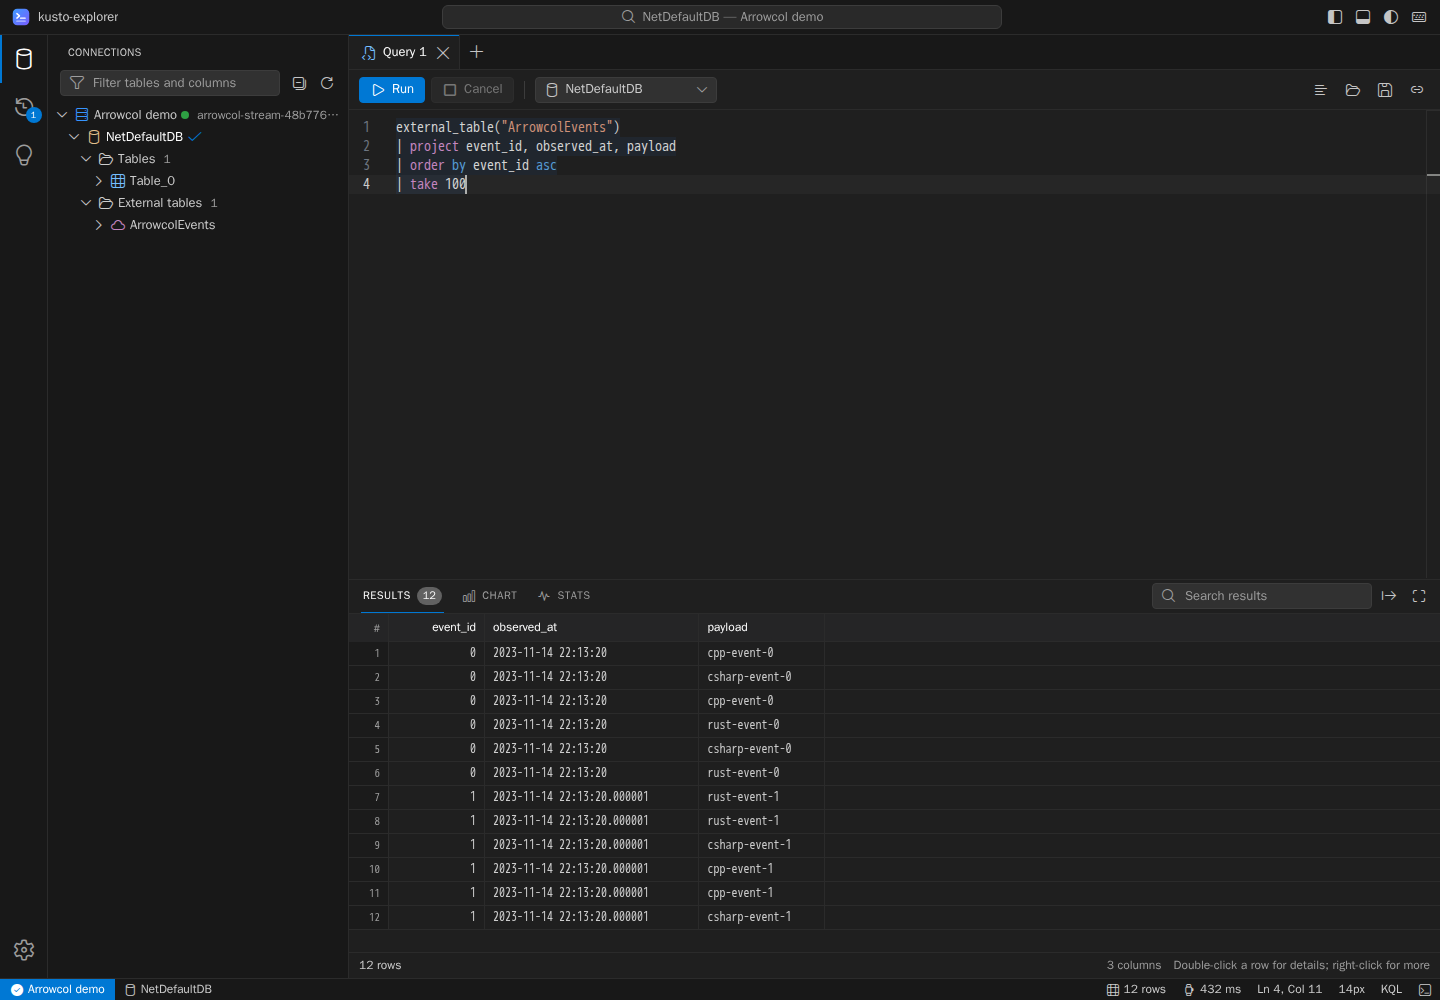 kusto-explorer
NetDefaultDB — Arrowcol demo
CONNECTIONS
Filter tables and columns
Arrowcol demo arrowcol-stream-48b776···
NetDefaultDB
Tables 1
Table_0
External tables 1
ArrowcolEvents
1
Query 1
Run Cancel NetDefaultDB
1 external_table("ArrowcolEvents")
2 | project event_id, observed_at, payload
3 | order by event_id asc
4 | take 100
RESULTS 12 CHART STATS Search results
# event_id observed_at payload
1 0 2023-11-14 22:13:20 cpp-event-0
2 0 2023-11-14 22:13:20 csharp-event-0
3 0 2023-11-14 22:13:20 cpp-event-0
4 0 2023-11-14 22:13:20 rust-event-0
5 0 2023-11-14 22:13:20 csharp-event-0
6 0 2023-11-14 22:13:20 rust-event-0
7 1 2023-11-14 22:13:20.000001 rust-event-1
8 1 2023-11-14 22:13:20.000001 rust-event-1
9 1 2023-11-14 22:13:20.000001 csharp-event-1
10 1 2023-11-14 22:13:20.000001 cpp-event-1
11 1 2023-11-14 22:13:20.000001 cpp-event-1
12 1 2023-11-14 22:13:20.000001 csharp-event-1
12 rows 3 columns Double-click a row for details; right-click for more
Arrowcol demo NetDefaultDB 12 rows 432 ms Ln 4, Col 11 14px KQL